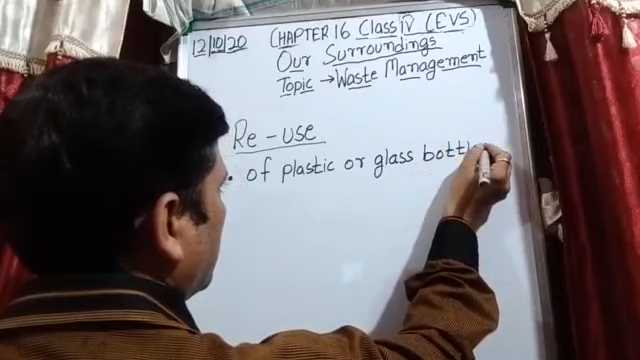 12/10/20 CHAPTER 16 Class IV (EVS)
Our Surroundings
Topic → Waste Management
Re-use
• of plastic or glass bottl